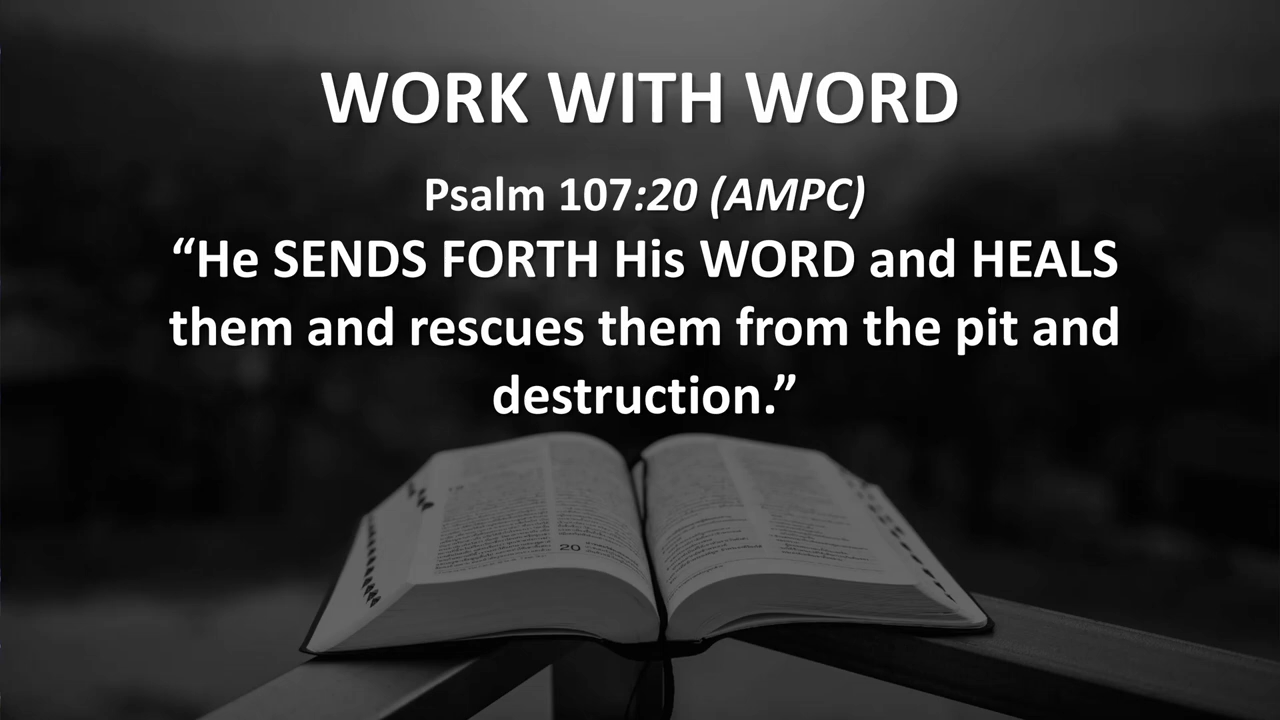 WORK WITH WORD
Psalm 107:20 (AMPC)
“He SENDS FORTH His WORD and HEALS
them and rescues them from the pit and
destruction.”
20